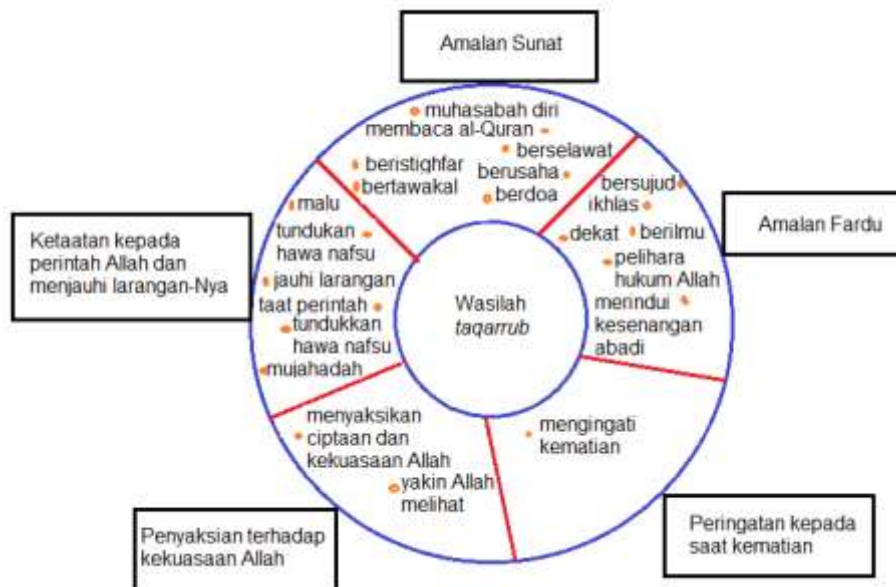 Amalan Sunat
muhasabah diri
membaca al-Quran
berselawat
beristighfar
berusaha
bertawakal
berdoa
bersujud
ikhlas
dekat
berilmu
pelihara
hukum Allah
merindui
kesenangan
abadi
Amalan Fardu
malu
tundukan
hawa nafsu
jauhi larangan
taat perintah
tundukkan
hawa nafsu
mujahadah
Ketaatan kepada
perintah Allah dan
menjauhi larangan-Nya
Wasilah
taqarrub
menyaksikan
ciptaan dan
kekuasaan Allah
yakin Allah
melihat
mengingati
kematian
Penyaksian terhadap
kekuasaan Allah
Peringatan kepada
saat kematian